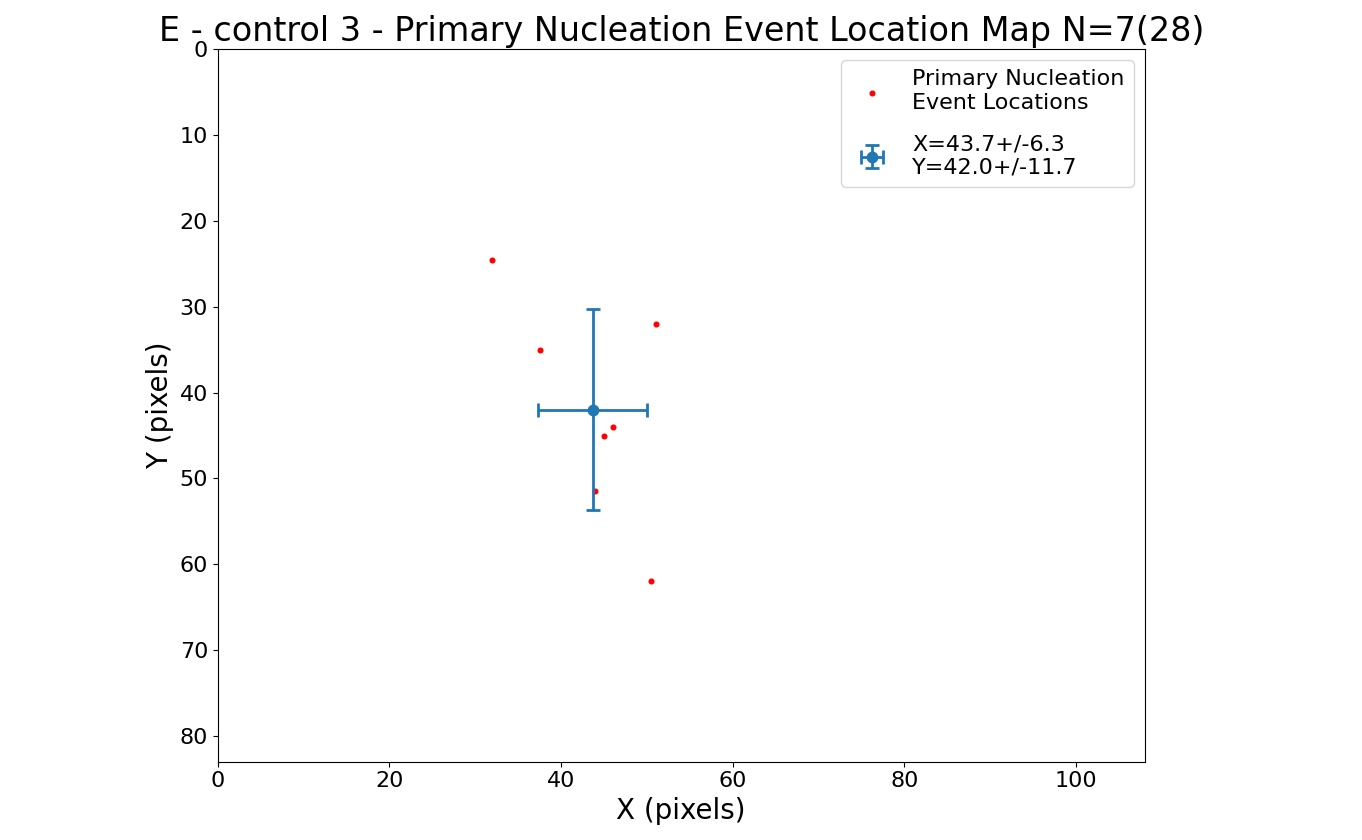 E - control 3 - Primary Nucleation Event Location Map N=7(28)
Primary Nucleation
Event Locations
X=43.7+/-6.3
Y=42.0+/-11.7
0
10
20
30
40
50
60
70
80
Y (pixels)
0
20
40
60
80
100
X (pixels)